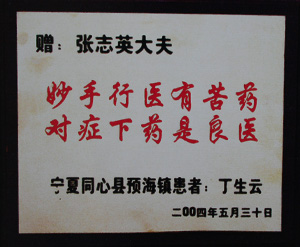 赠：张志英大夫
妙手行医有苦药
对症下药是良医
宁夏同心县预海镇患者：丁生云
二00四年五月三十日